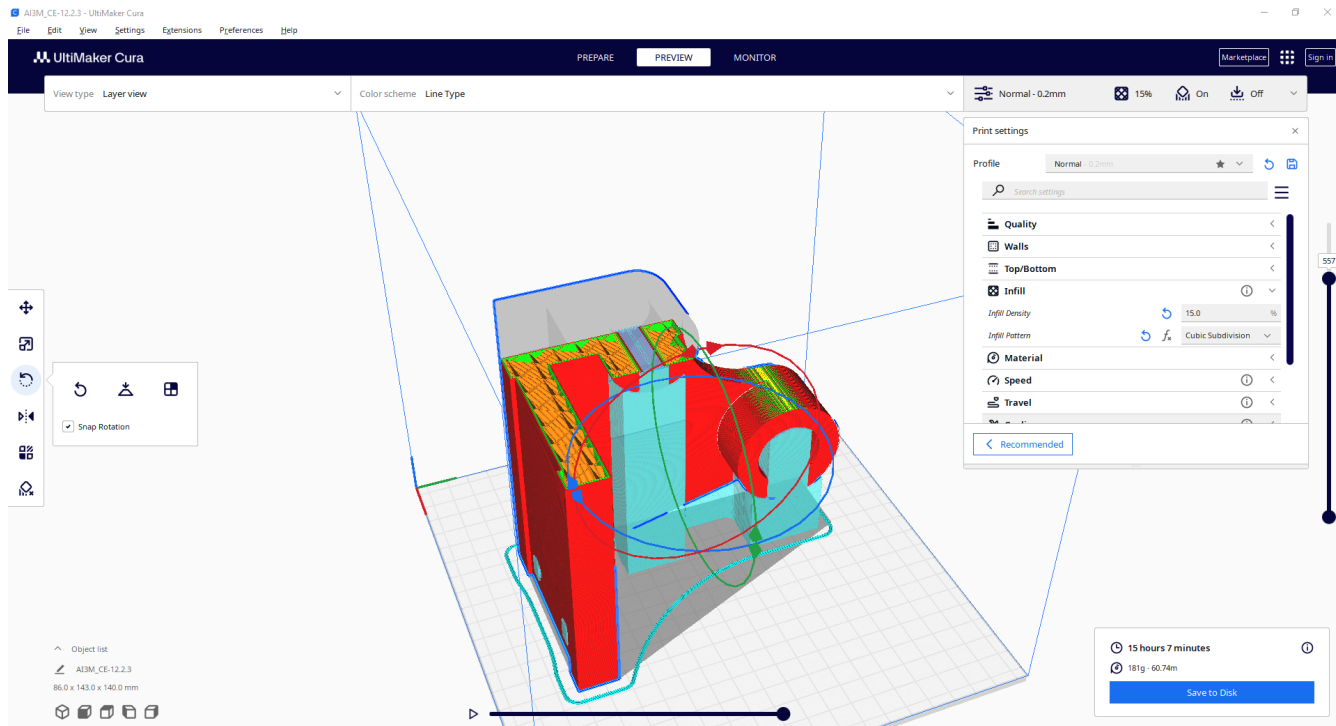 AI3M_CE-12.2.3 - UltiMaker Cura
File Edit View Settings Extensions Preferences Help
UltiMaker Cura PREPARE PREVIEW MONITOR Marketplace Sign in
View type Layer view Color scheme Line Type Normal - 0.2mm 15% On Off
Print settings
Profile Normal - 0.2mm
Search settings
Quality
Walls
Top/Bottom
Infill
Infill Density 15.0 %
Infill Pattern Cubic Subdivision
Material
Speed
Travel
Recommended
557
Snap Rotation
Object list
AI3M_CE-12.2.3
86.0 x 143.0 x 140.0 mm
15 hours 7 minutes
181g · 60.74m
Save to Disk